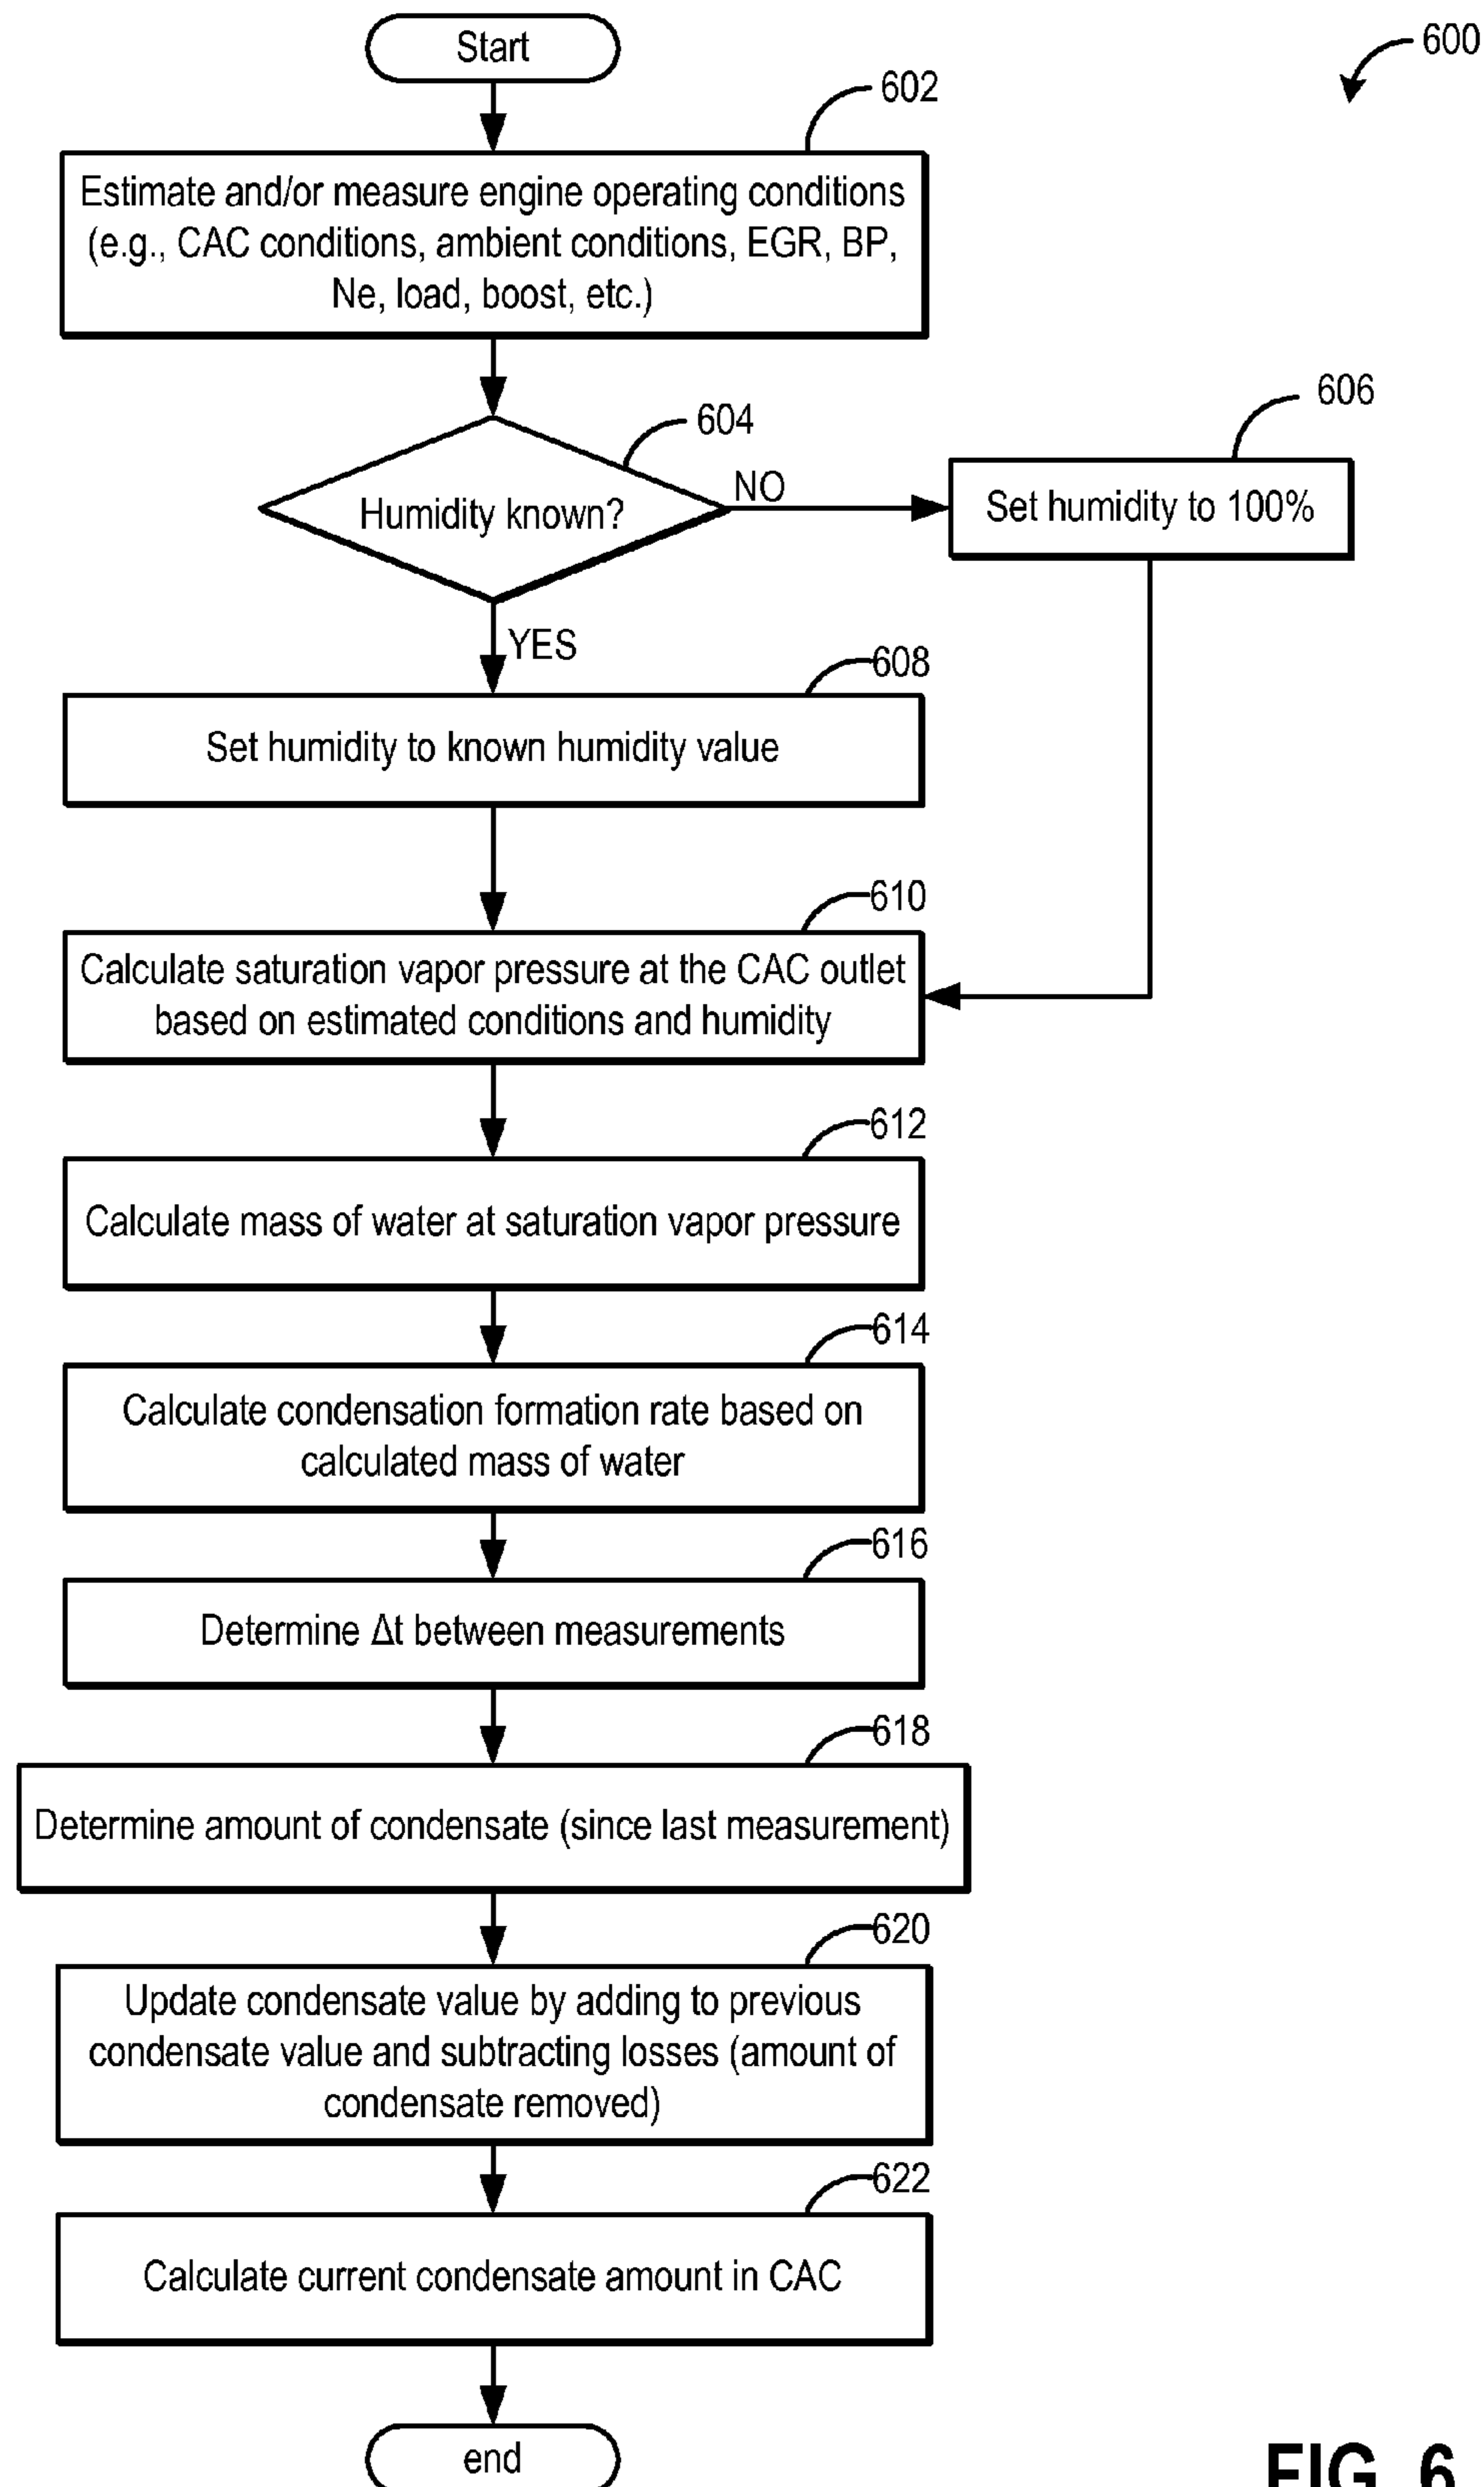 Start
600
602
Estimate and/or measure engine operating conditions
(e.g., CAC conditions, ambient conditions, EGR, BP,
Ne, load, boost, etc.)
604
606
Humidity known?
NO
Set humidity to 100%
YES
608
Set humidity to known humidity value
610
Calculate saturation vapor pressure at the CAC outlet
based on estimated conditions and humidity
612
Calculate mass of water at saturation vapor pressure
614
Calculate condensation formation rate based on
calculated mass of water
616
Determine Δt between measurements
618
Determine amount of condensate (since last measurement)
620
Update condensate value by adding to previous
condensate value and subtracting losses (amount of
condensate removed)
622
Calculate current condensate amount in CAC
end
FIG. 6